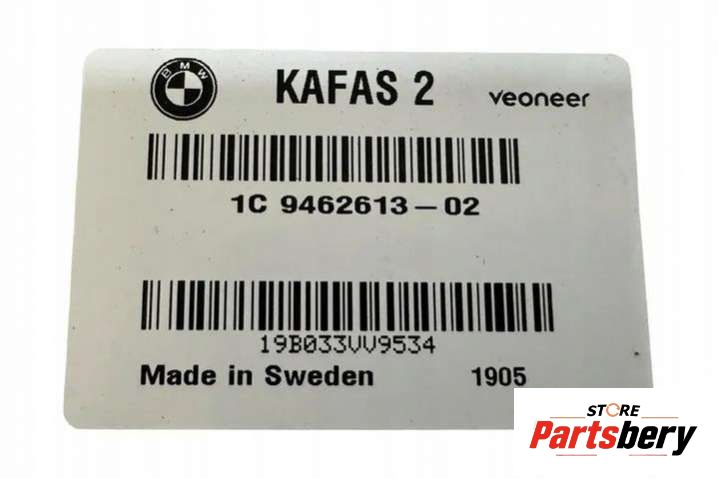 BMW KAFAS 2 veoneer
1C 9462613-02
19B033VV9534
Made in Sweden 1905
STORE
Partsbery